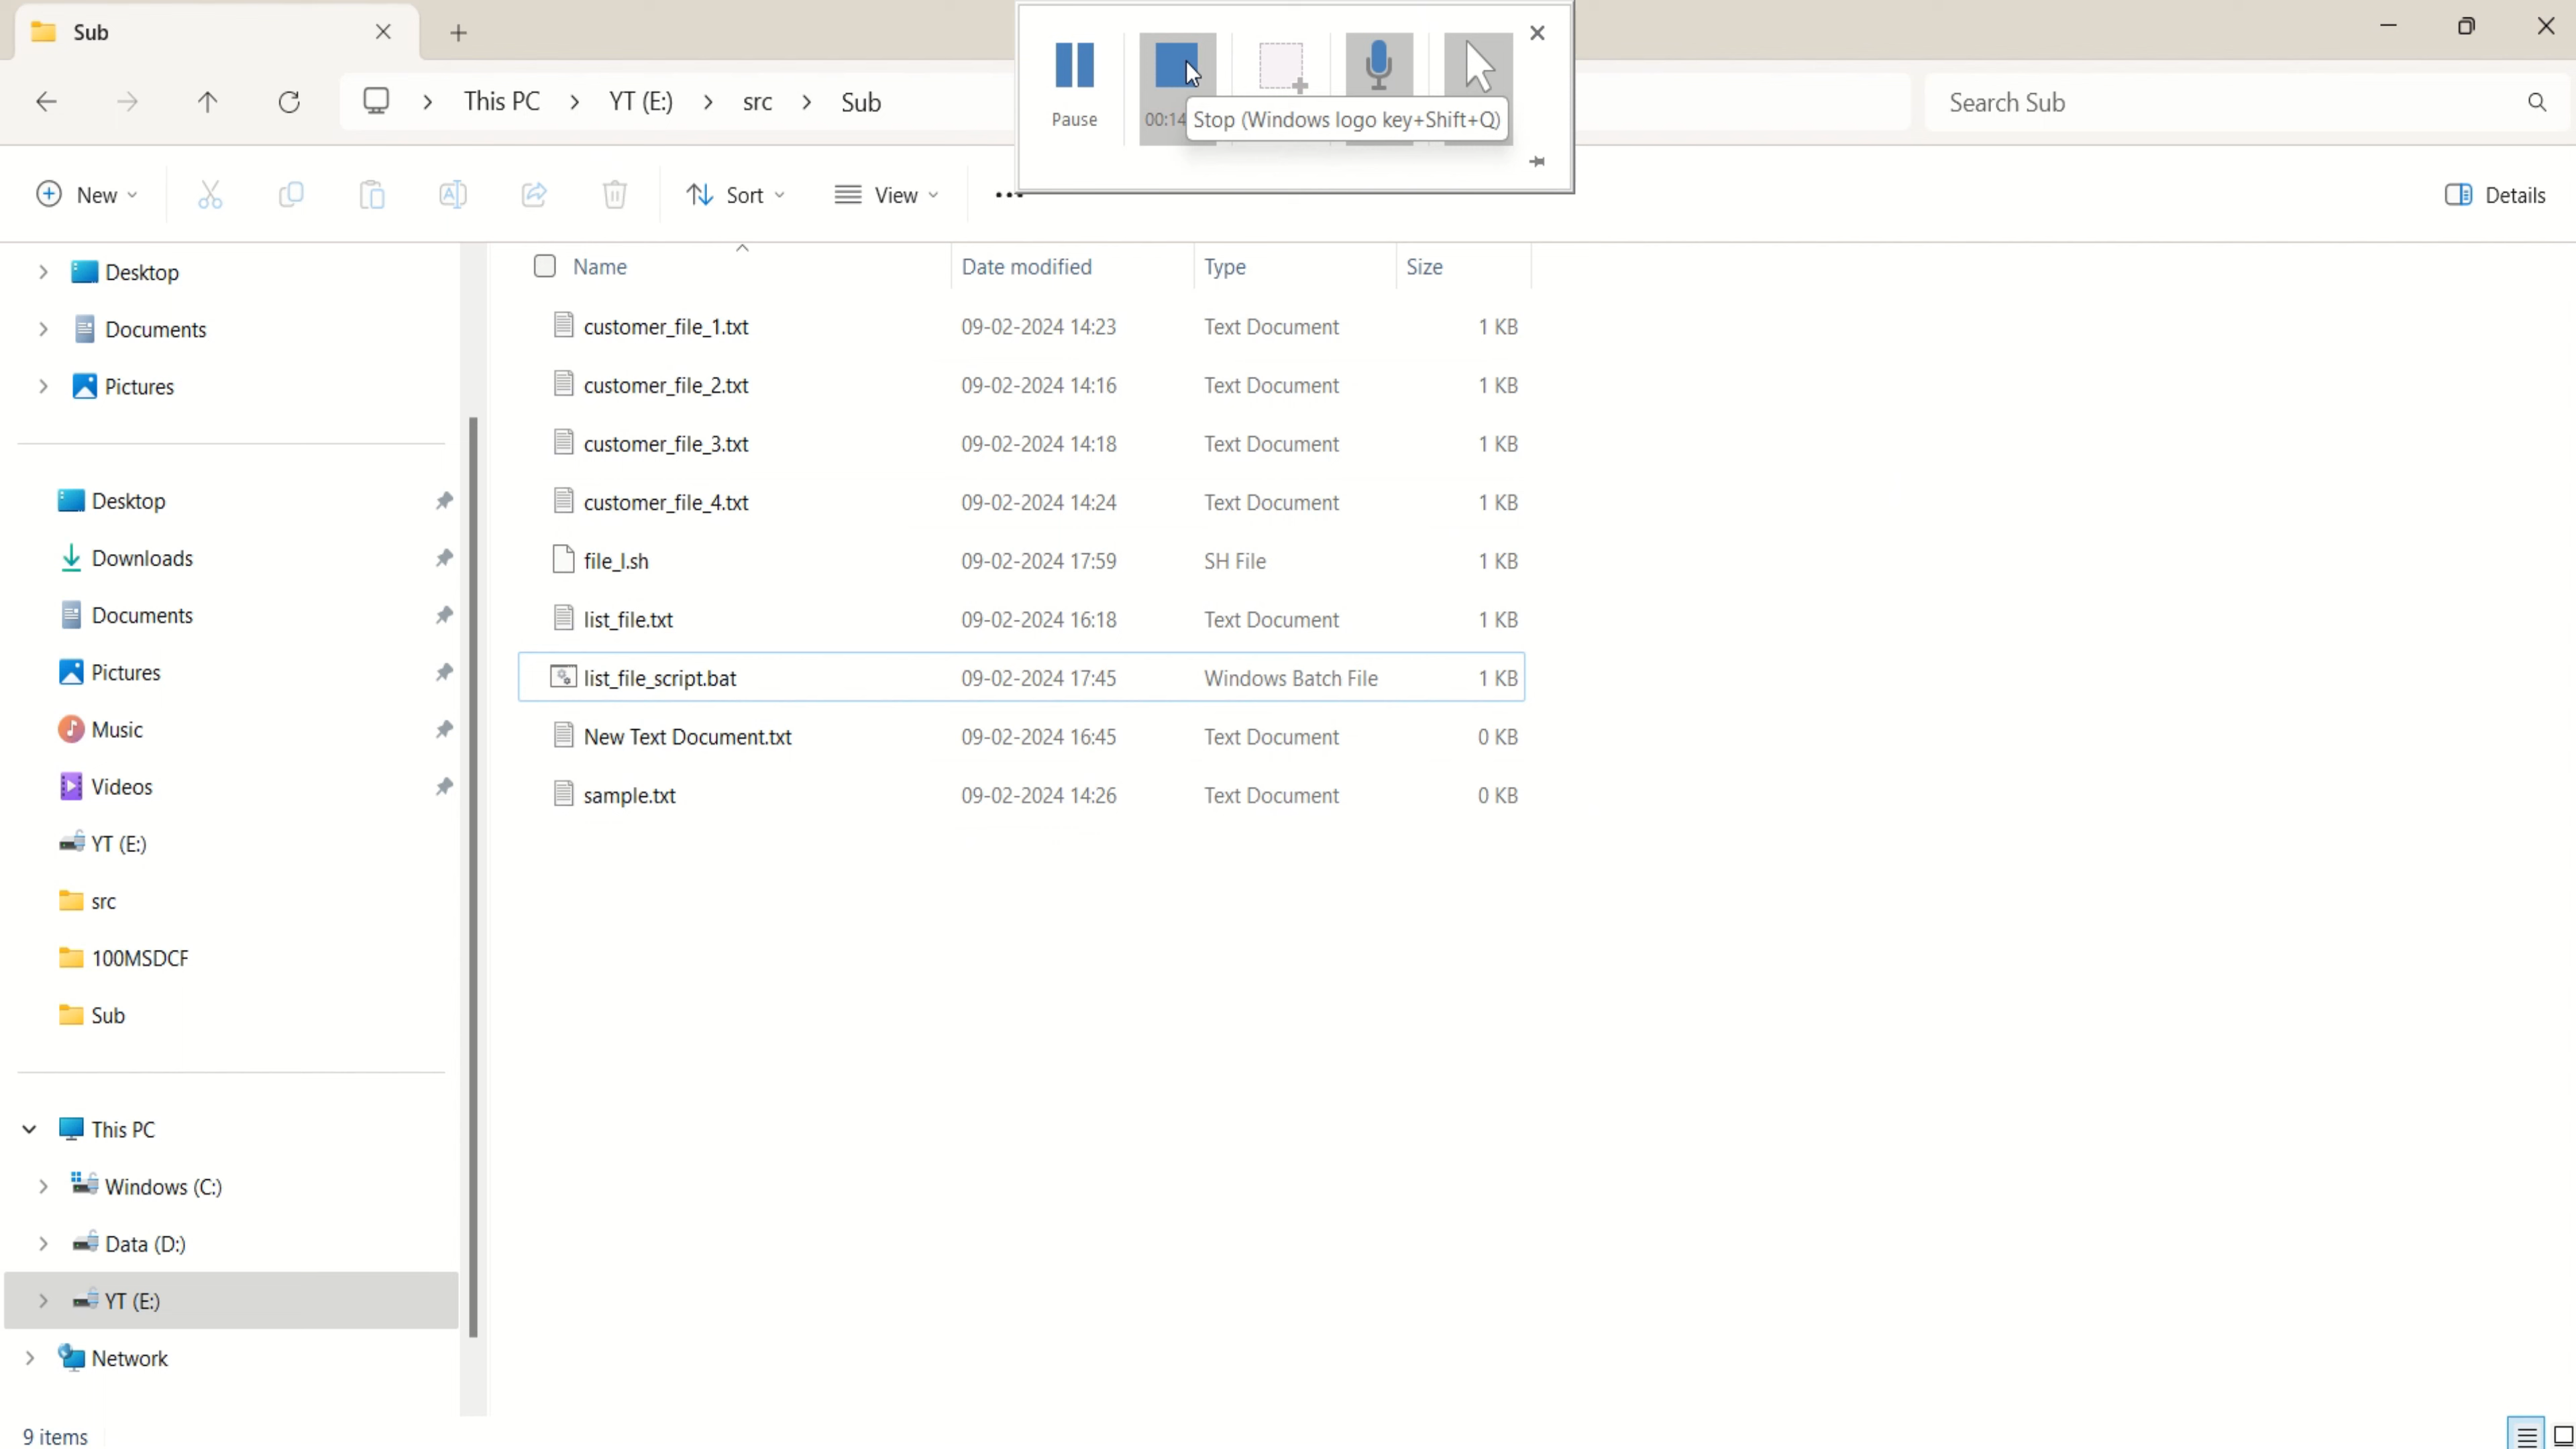 Sub
Pause
00:14
Stop (Windows logo key+Shift+Q)
This PC
YT (E:)
src
Sub
Search Sub
New
Sort
View
Details
Desktop
Documents
Pictures
Desktop
Downloads
Documents
Pictures
Music
Videos
YT (E:)
src
100MSDCF
Sub
This PC
Windows (C:)
Data (D:)
YT (E:)
Network
Name Date modified Type Size
customer_file_1.txt 09-02-2024 14:23 Text Document 1 KB
customer_file_2.txt 09-02-2024 14:16 Text Document 1 KB
customer_file_3.txt 09-02-2024 14:18 Text Document 1 KB
customer_file_4.txt 09-02-2024 14:24 Text Document 1 KB
file_l.sh 09-02-2024 17:59 SH File 1 KB
list_file.txt 09-02-2024 16:18 Text Document 1 KB
list_file_script.bat 09-02-2024 17:45 Windows Batch File 1 KB
New Text Document.txt 09-02-2024 16:45 Text Document 0 KB
sample.txt 09-02-2024 14:26 Text Document 0 KB
9 items